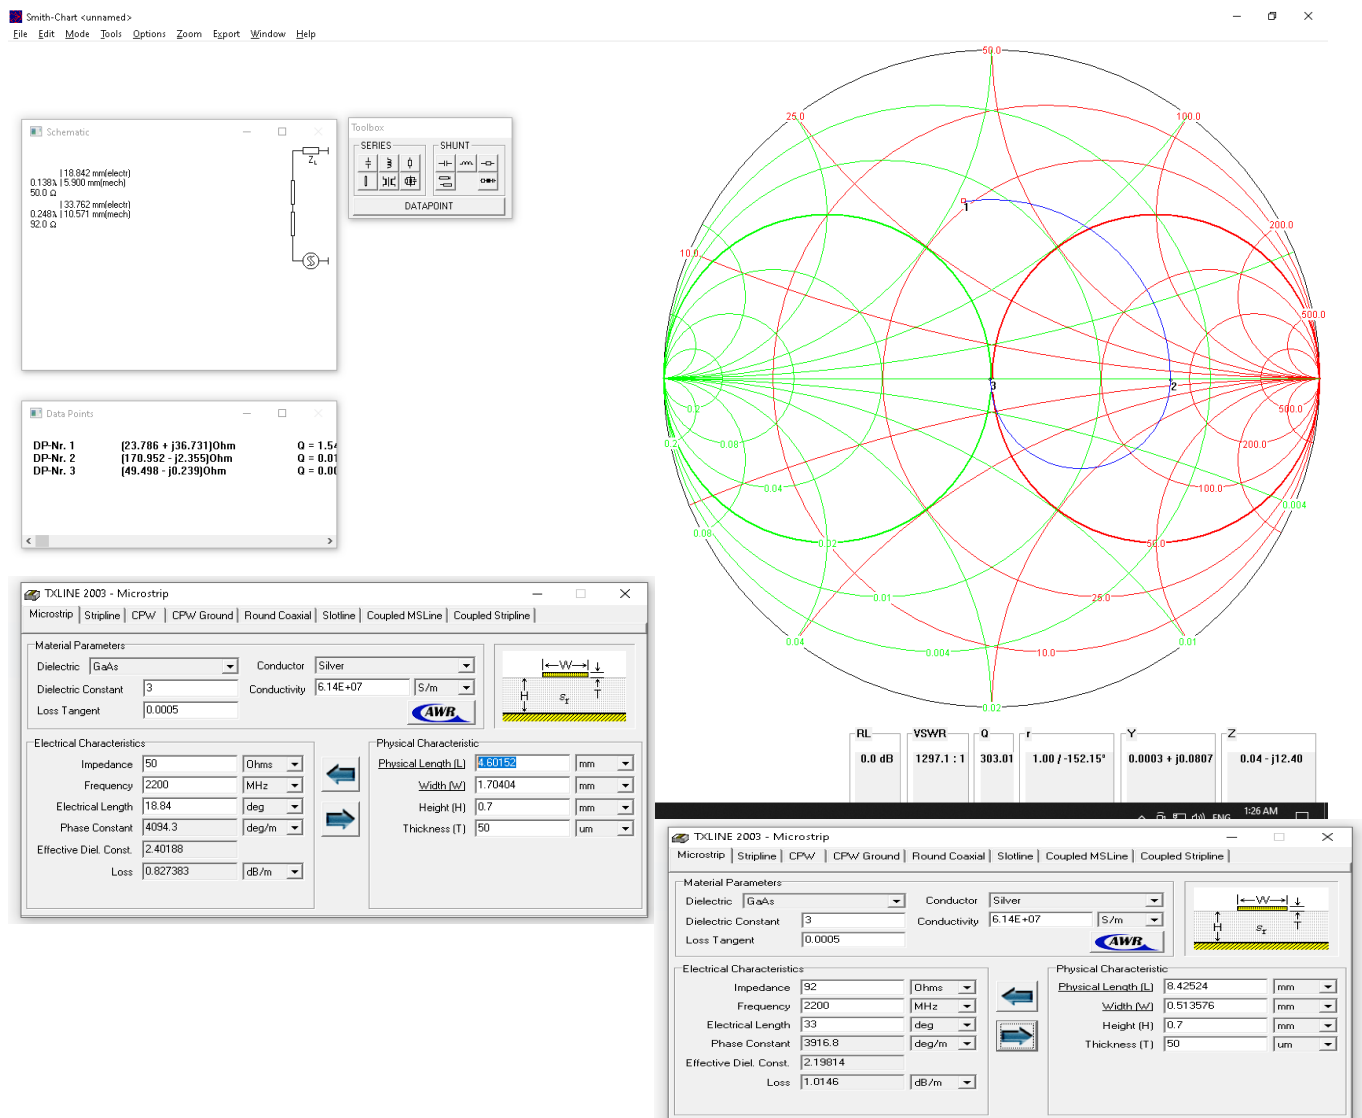 Smith-Chart <unnamed>
File Edit Mode Tools Options Zoom Export Window Help
Schematic
Z L
| 18.842 mm(electr)
0.138λ | 5.900 mm(mech)
50.0 Ω
| 33.762 mm(electr)
0.248λ | 10.571 mm(mech)
92.0 Ω
Toolbox
SERIES
SHUNT
DATAPOINT
Data Points
DP-Nr. 1 (23.786 + j36.731)Ohm Q = 1.54
DP-Nr. 2 (170.952 - j2.355)Ohm Q = 0.01
DP-Nr. 3 (49.498 - j0.239)Ohm Q = 0.00
50.0
25.0
100.0
1
200.0
10.0
500.0
3
2
0.2
500.0
0.2
0.08
200.0
0.04
100.0
0.004
0.08
0.02
50.0
0.01
25.0
0.04
0.004
10.0
0.01
0.02
RL VSWR Q r Y Z
0.0 dB 1297.1 : 1 303.01 1.00 / -152.15° 0.0003 + j0.0807 0.04 - j12.40
ENG 1:26 AM
TXLINE 2003 - Microstrip
Microstrip Stripline CPW CPW Ground Round Coaxial Slotline Coupled MSLine Coupled Stripline
Material Parameters
Dielectric GaAs Conductor Silver
Dielectric Constant 3 Conductivity 6.14E+07 S/m
Loss Tangent 0.0005 AWR
W
H εr T
Electrical Characteristics
Impedance 50 Ohms
Frequency 2200 MHz
Electrical Length 18.84 deg
Phase Constant 4094.3 deg/m
Effective Diel. Const. 2.40188
Loss 0.827383 dB/m
Physical Characteristic
Physical Length (L) 4.60152 mm
Width (W) 1.70404 mm
Height (H) 0.7 mm
Thickness (T) 50 um
TXLINE 2003 - Microstrip
Microstrip Stripline CPW CPW Ground Round Coaxial Slotline Coupled MSLine Coupled Stripline
Material Parameters
Dielectric GaAs Conductor Silver
Dielectric Constant 3 Conductivity 6.14E+07 S/m
Loss Tangent 0.0005 AWR
W
H εr T
Electrical Characteristics
Impedance 92 Ohms
Frequency 2200 MHz
Electrical Length 33 deg
Phase Constant 3916.8 deg/m
Effective Diel. Const. 2.19814
Loss 1.0146 dB/m
Physical Characteristic
Physical Length (L) 8.42524 mm
Width (W) 0.513576 mm
Height (H) 0.7 mm
Thickness (T) 50 um